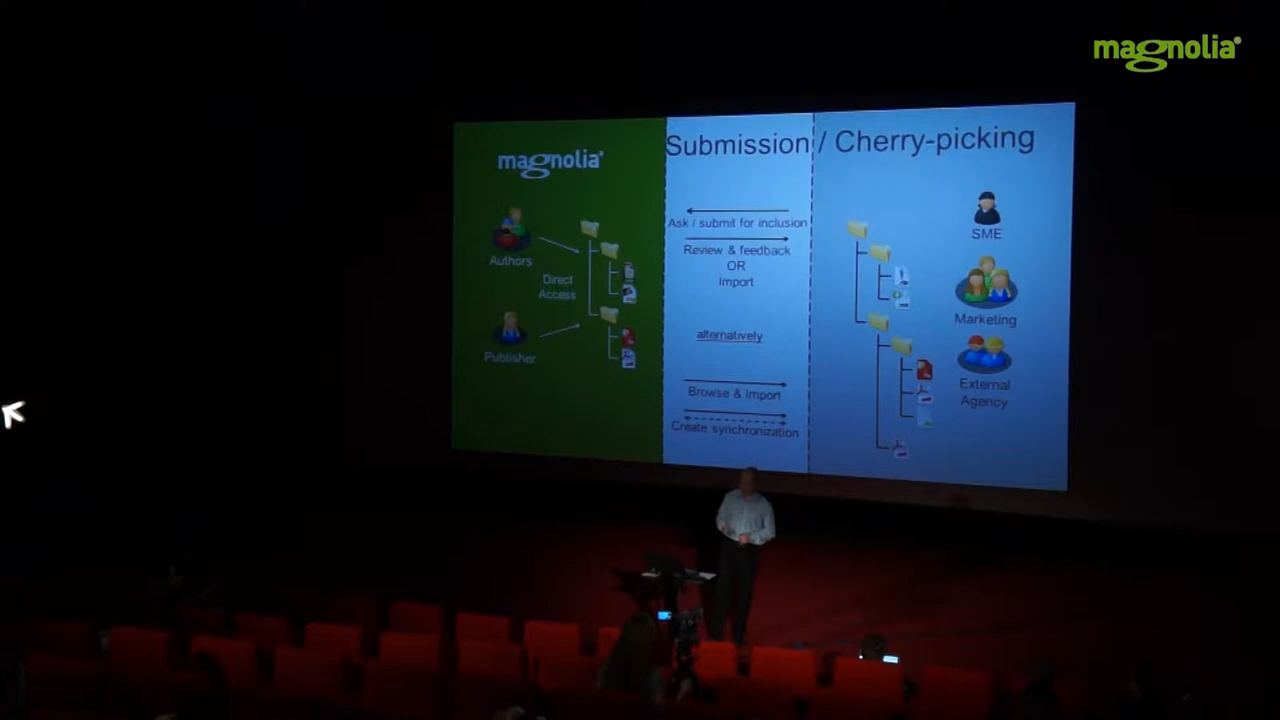 magnolia®
Submission / Cherry-picking
magnolia®
Authors
Direct
Access
Publisher
Ask / submit for inclusion
Review & feedback
OR
Import
alternatively
Browse & Import
Create synchronization
SME
Marketing
External
Agency